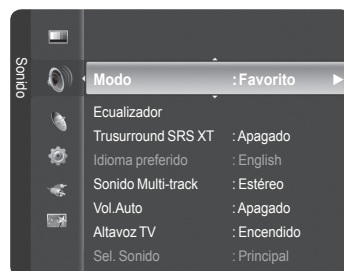 Sonido
Modo : Favorito
Ecualizador
Trusurround SRS XT : Apagado
Idioma preferido : English
Sonido Multi-track : Estéreo
Vol.Auto : Apagado
Altavoz TV : Encendido
Sel. Sonido : Principal